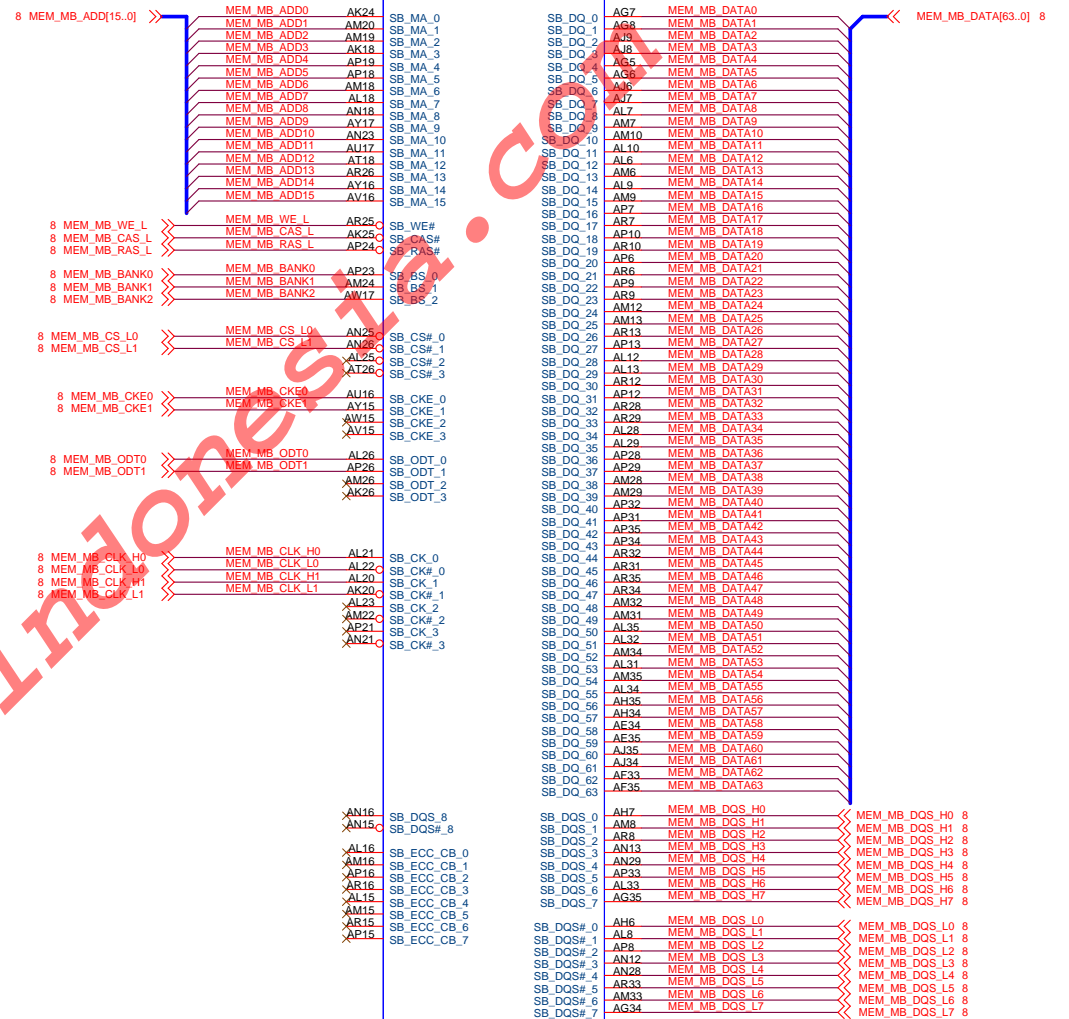 8 MEM_MB_ADD[15..0]
MEM_MB_ADD0 AK24 SB_MA_0
MEM_MB_ADD1 AM20 SB_MA_1
MEM_MB_ADD2 AM19 SB_MA_2
MEM_MB_ADD3 AK18 SB_MA_3
MEM_MB_ADD4 AP19 SB_MA_4
MEM_MB_ADD5 AP18 SB_MA_5
MEM_MB_ADD6 AM18 SB_MA_6
MEM_MB_ADD7 AL18 SB_MA_7
MEM_MB_ADD8 AN18 SB_MA_8
MEM_MB_ADD9 AY17 SB_MA_9
MEM_MB_ADD10 AN23 SB_MA_10
MEM_MB_ADD11 AU17 SB_MA_11
MEM_MB_ADD12 AT18 SB_MA_12
MEM_MB_ADD13 AR26 SB_MA_13
MEM_MB_ADD14 AY16 SB_MA_14
MEM_MB_ADD15 AV16 SB_MA_15
8 MEM_MB_WE_L MEM_MB_WE_L AR25 SB_WE#
8 MEM_MB_CAS_L MEM_MB_CAS_L AK25 SB_CAS#
8 MEM_MB_RAS_L MEM_MB_RAS_L AP24 SB_RAS#
8 MEM_MB_BANK0 MEM_MB_BANK0 AP23 SB_BS_0
8 MEM_MB_BANK1 MEM_MB_BANK1 AM24 SB_BS_1
8 MEM_MB_BANK2 MEM_MB_BANK2 AW17 SB_BS_2
8 MEM_MB_CS_L0 MEM_MB_CS_L0 AN25 SB_CS#_0
8 MEM_MB_CS_L1 MEM_MB_CS_L1 AN26 SB_CS#_1
AL25 SB_CS#_2
AT26 SB_CS#_3
8 MEM_MB_CKE0 MEM_MB_CKE0 AU16 SB_CKE_0
8 MEM_MB_CKE1 MEM_MB_CKE1 AY15 SB_CKE_1
AW15 SB_CKE_2
AV15 SB_CKE_3
8 MEM_MB_ODT0 MEM_MB_ODT0 AL26 SB_ODT_0
8 MEM_MB_ODT1 MEM_MB_ODT1 AP26 SB_ODT_1
AM26 SB_ODT_2
AK26 SB_ODT_3
8 MEM_MB_CLK_H0 MEM_MB_CLK_H0 AL21 SB_CK_0
8 MEM_MB_CLK_L0 MEM_MB_CLK_L0 AL22 SB_CK#_0
8 MEM_MB_CLK_H1 MEM_MB_CLK_H1 AL20 SB_CK_1
8 MEM_MB_CLK_L1 MEM_MB_CLK_L1 AK20 SB_CK#_1
AL23 SB_CK_2
AM22 SB_CK#_2
AP21 SB_CK_3
AN21 SB_CK#_3
AN16 SB_DQS_8
AN15 SB_DQS#_8
AL16 SB_ECC_CB_0
AM16 SB_ECC_CB_1
AP16 SB_ECC_CB_2
AR16 SB_ECC_CB_3
AL15 SB_ECC_CB_4
AM15 SB_ECC_CB_5
AR15 SB_ECC_CB_6
AP15 SB_ECC_CB_7
MEM_MB_DATA[63..0] 8
SB_DQ_0 AG7 MEM_MB_DATA0
SB_DQ_1 AG8 MEM_MB_DATA1
SB_DQ_2 AJ9 MEM_MB_DATA2
SB_DQ_3 AJ8 MEM_MB_DATA3
SB_DQ_4 AG5 MEM_MB_DATA4
SB_DQ_5 AG6 MEM_MB_DATA5
SB_DQ_6 AJ6 MEM_MB_DATA6
SB_DQ_7 AJ7 MEM_MB_DATA7
SB_DQ_8 AL7 MEM_MB_DATA8
SB_DQ_9 AM7 MEM_MB_DATA9
SB_DQ_10 AM10 MEM_MB_DATA10
SB_DQ_11 AL10 MEM_MB_DATA11
SB_DQ_12 AL6 MEM_MB_DATA12
SB_DQ_13 AM6 MEM_MB_DATA13
SB_DQ_14 AL9 MEM_MB_DATA14
SB_DQ_15 AM9 MEM_MB_DATA15
SB_DQ_16 AP7 MEM_MB_DATA16
SB_DQ_17 AR7 MEM_MB_DATA17
SB_DQ_18 AP10 MEM_MB_DATA18
SB_DQ_19 AR10 MEM_MB_DATA19
SB_DQ_20 AP6 MEM_MB_DATA20
SB_DQ_21 AR6 MEM_MB_DATA21
SB_DQ_22 AP9 MEM_MB_DATA22
SB_DQ_23 AR9 MEM_MB_DATA23
SB_DQ_24 AM12 MEM_MB_DATA24
SB_DQ_25 AM13 MEM_MB_DATA25
SB_DQ_26 AR13 MEM_MB_DATA26
SB_DQ_27 AP13 MEM_MB_DATA27
SB_DQ_28 AL12 MEM_MB_DATA28
SB_DQ_29 AL13 MEM_MB_DATA29
SB_DQ_30 AR12 MEM_MB_DATA30
SB_DQ_31 AP12 MEM_MB_DATA31
SB_DQ_32 AR28 MEM_MB_DATA32
SB_DQ_33 AR29 MEM_MB_DATA33
SB_DQ_34 AL28 MEM_MB_DATA34
SB_DQ_35 AL29 MEM_MB_DATA35
SB_DQ_36 AP28 MEM_MB_DATA36
SB_DQ_37 AP29 MEM_MB_DATA37
SB_DQ_38 AM28 MEM_MB_DATA38
SB_DQ_39 AM29 MEM_MB_DATA39
SB_DQ_40 AP32 MEM_MB_DATA40
SB_DQ_41 AP31 MEM_MB_DATA41
SB_DQ_42 AP35 MEM_MB_DATA42
SB_DQ_43 AP34 MEM_MB_DATA43
SB_DQ_44 AR32 MEM_MB_DATA44
SB_DQ_45 AR31 MEM_MB_DATA45
SB_DQ_46 AR35 MEM_MB_DATA46
SB_DQ_47 AR34 MEM_MB_DATA47
SB_DQ_48 AM32 MEM_MB_DATA48
SB_DQ_49 AM31 MEM_MB_DATA49
SB_DQ_50 AL35 MEM_MB_DATA50
SB_DQ_51 AL32 MEM_MB_DATA51
SB_DQ_52 AM34 MEM_MB_DATA52
SB_DQ_53 AL31 MEM_MB_DATA53
SB_DQ_54 AM35 MEM_MB_DATA54
SB_DQ_55 AL34 MEM_MB_DATA55
SB_DQ_56 AH35 MEM_MB_DATA56
SB_DQ_57 AH34 MEM_MB_DATA57
SB_DQ_58 AE34 MEM_MB_DATA58
SB_DQ_59 AE35 MEM_MB_DATA59
SB_DQ_60 AJ35 MEM_MB_DATA60
SB_DQ_61 AJ34 MEM_MB_DATA61
SB_DQ_62 AF33 MEM_MB_DATA62
SB_DQ_63 AF35 MEM_MB_DATA63
SB_DQS_0 AH7 MEM_MB_DQS_H0 MEM_MB_DQS_H0 8
SB_DQS_1 AM8 MEM_MB_DQS_H1 MEM_MB_DQS_H1 8
SB_DQS_2 AR8 MEM_MB_DQS_H2 MEM_MB_DQS_H2 8
SB_DQS_3 AN13 MEM_MB_DQS_H3 MEM_MB_DQS_H3 8
SB_DQS_4 AN29 MEM_MB_DQS_H4 MEM_MB_DQS_H4 8
SB_DQS_5 AP33 MEM_MB_DQS_H5 MEM_MB_DQS_H5 8
SB_DQS_6 AL33 MEM_MB_DQS_H6 MEM_MB_DQS_H6 8
SB_DQS_7 AG35 MEM_MB_DQS_H7 MEM_MB_DQS_H7 8
SB_DQS#_0 AH6 MEM_MB_DQS_L0 MEM_MB_DQS_L0 8
SB_DQS#_1 AL8 MEM_MB_DQS_L1 MEM_MB_DQS_L1 8
SB_DQS#_2 AP8 MEM_MB_DQS_L2 MEM_MB_DQS_L2 8
SB_DQS#_3 AN12 MEM_MB_DQS_L3 MEM_MB_DQS_L3 8
SB_DQS#_4 AN28 MEM_MB_DQS_L4 MEM_MB_DQS_L4 8
SB_DQS#_5 AR33 MEM_MB_DQS_L5 MEM_MB_DQS_L5 8
SB_DQS#_6 AM33 MEM_MB_DQS_L6 MEM_MB_DQS_L6 8
SB_DQS#_7 AG34 MEM_MB_DQS_L7 MEM_MB_DQS_L7 8
indonesia.com